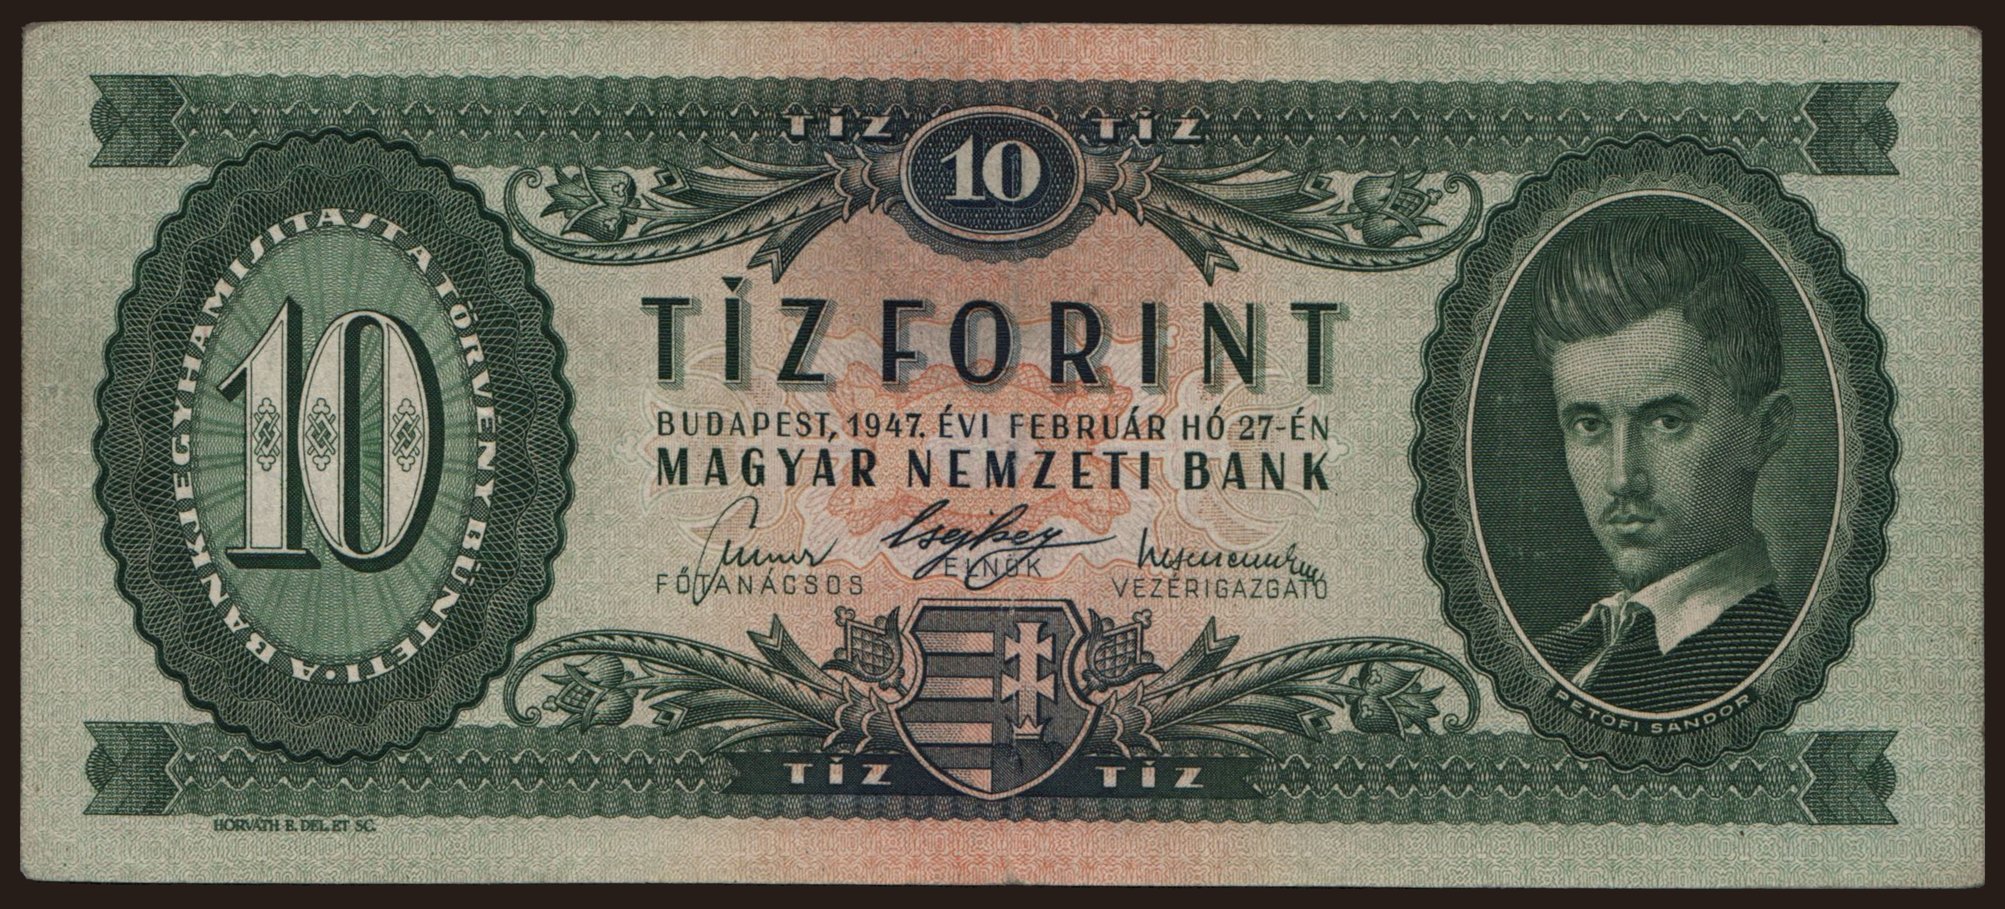 TÍZ 10 TÍZ
A BANKJEGYHAMISÍTÁST A TÖRVÉNY BÜNTETI •
10
TÍZ FORINT
BUDAPEST, 1947. ÉVI FEBRUÁR HÓ 27-ÉN
MAGYAR NEMZETI BANK
FŐTANÁCSOS
ELNÖK
VEZÉRIGAZGATÓ
PETŐFI SÁNDOR
TÍZ TÍZ
HORVÁTH E. DEL. ET SC.